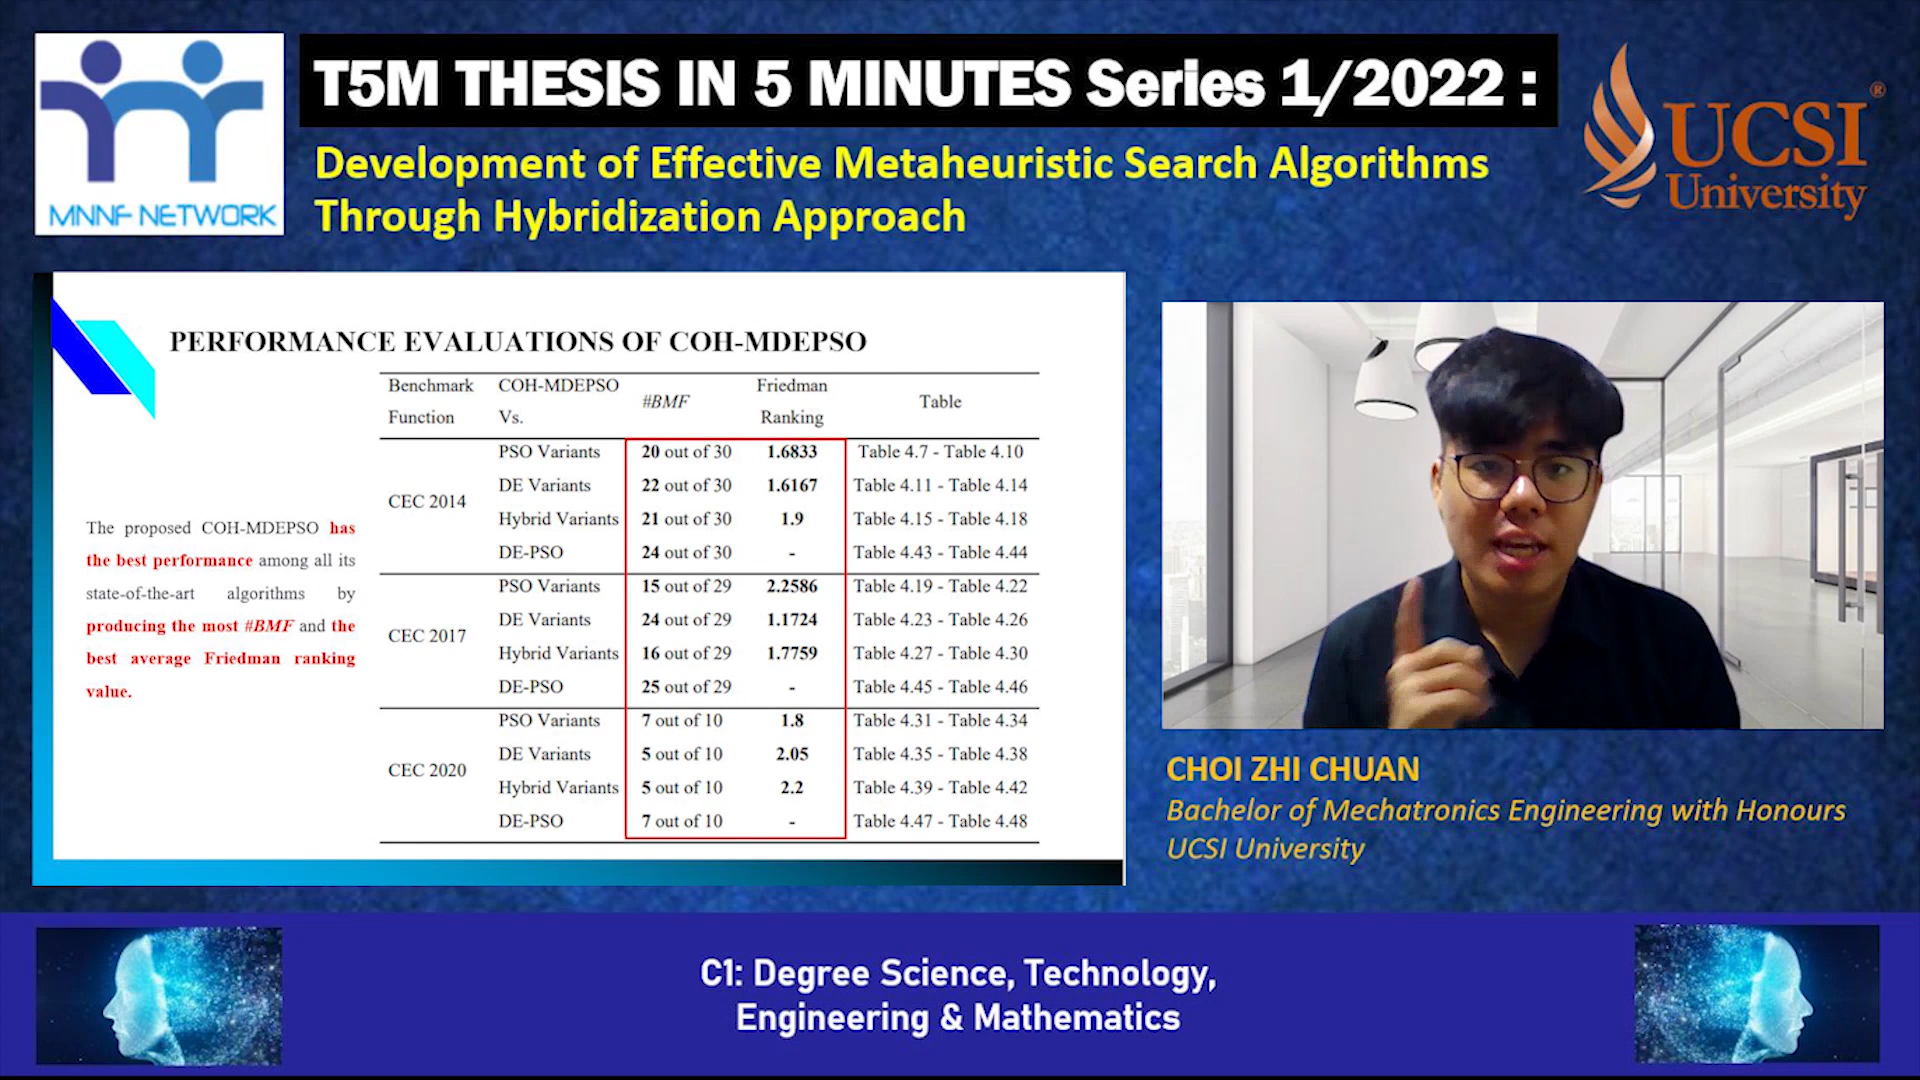 MNNF NETWORK
T5M THESIS IN 5 MINUTES Series 1/2022 :
Development of Effective Metaheuristic Search Algorithms
Through Hybridization Approach
UCSI ®
University
PERFORMANCE EVALUATIONS OF COH-MDEPSO
The proposed COH-MDEPSO has
the best performance among all its
state-of-the-art algorithms by
producing the most #BMF and the
best average Friedman ranking
value.
Benchmark Function COH-MDEPSO Vs. #BMF Friedman Ranking Table
CEC 2014
PSO Variants 20 out of 30 1.6833 Table 4.7 - Table 4.10
DE Variants 22 out of 30 1.6167 Table 4.11 - Table 4.14
Hybrid Variants 21 out of 30 1.9 Table 4.15 - Table 4.18
DE-PSO 24 out of 30 - Table 4.43 - Table 4.44
CEC 2017
PSO Variants 15 out of 29 2.2586 Table 4.19 - Table 4.22
DE Variants 24 out of 29 1.1724 Table 4.23 - Table 4.26
Hybrid Variants 16 out of 29 1.7759 Table 4.27 - Table 4.30
DE-PSO 25 out of 29 - Table 4.45 - Table 4.46
CEC 2020
PSO Variants 7 out of 10 1.8 Table 4.31 - Table 4.34
DE Variants 5 out of 10 2.05 Table 4.35 - Table 4.38
Hybrid Variants 5 out of 10 2.2 Table 4.39 - Table 4.42
DE-PSO 7 out of 10 - Table 4.47 - Table 4.48
CHOI ZHI CHUAN
Bachelor of Mechatronics Engineering with Honours
UCSI University
C1: Degree Science, Technology,
Engineering & Mathematics